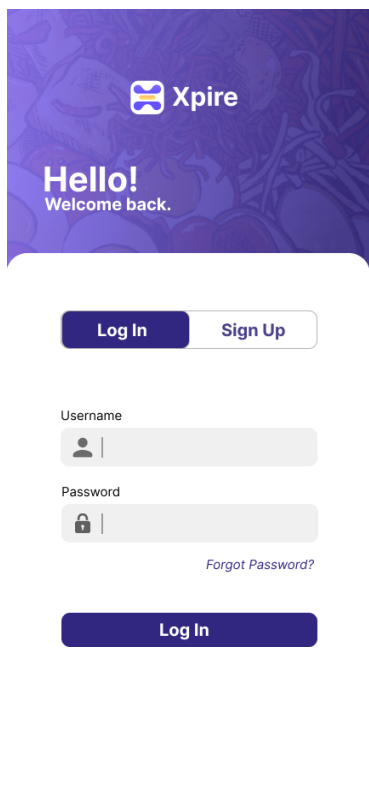 Xpire
Hello!
Welcome back.
Log In
Sign Up
Username
Password
Forgot Password?
Log In